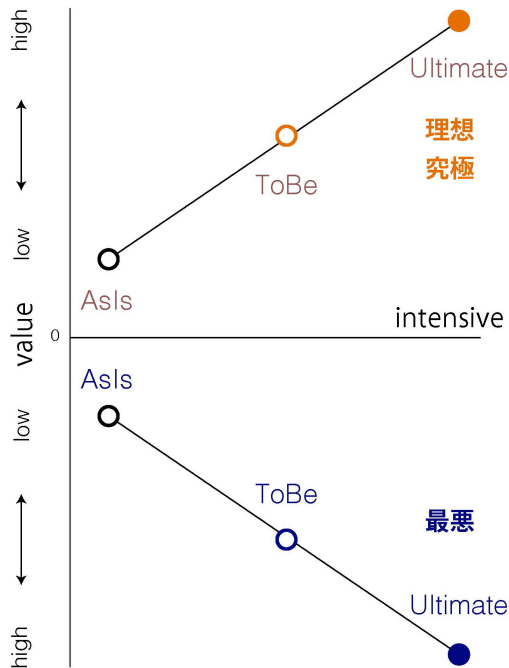 high
Ultimate
理想
究極
ToBe
low
AsIs
value
0
intensive
AsIs
low
ToBe
最悪
Ultimate
high